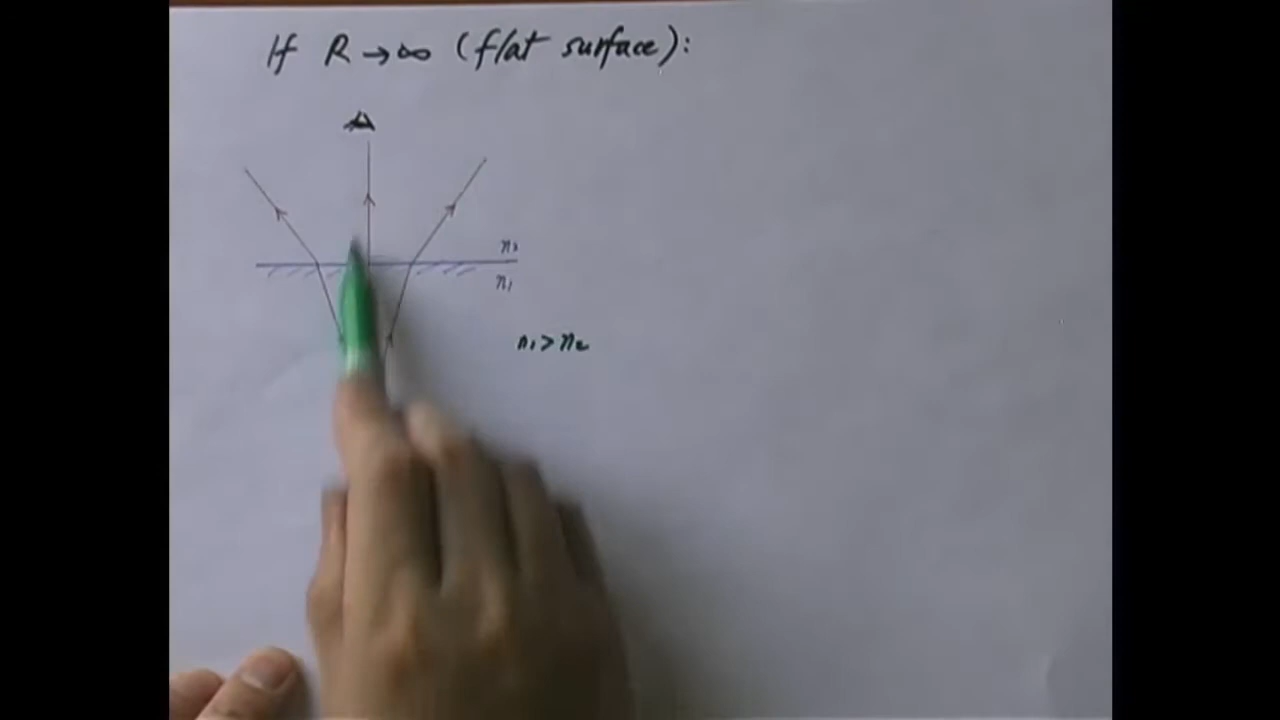 If R→∞ (flat surface):
n₂
n₁
n₁ > n₂